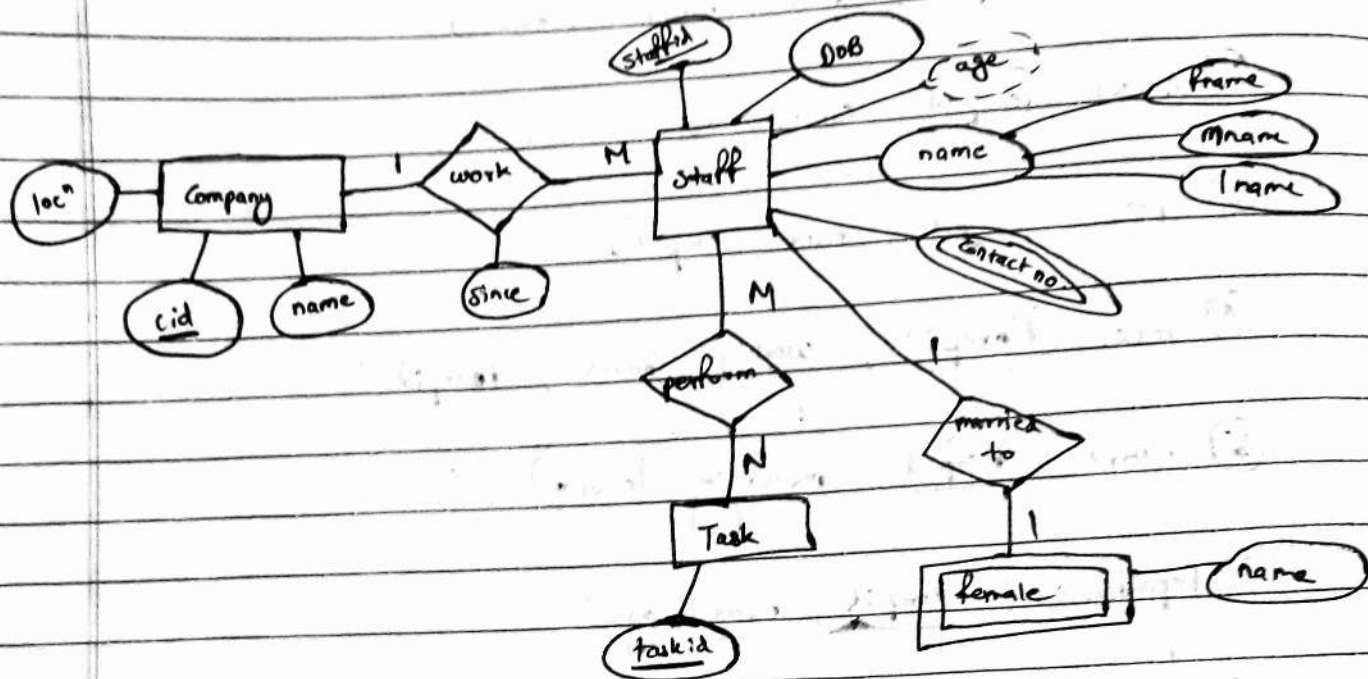 staffid
DOB
age
fname
Mname
lname
name
locⁿ
Company
1
work
M
staff
contact no.
cid
name
since
M
perform
1
married
to
N
Task
1
female
name
taskid